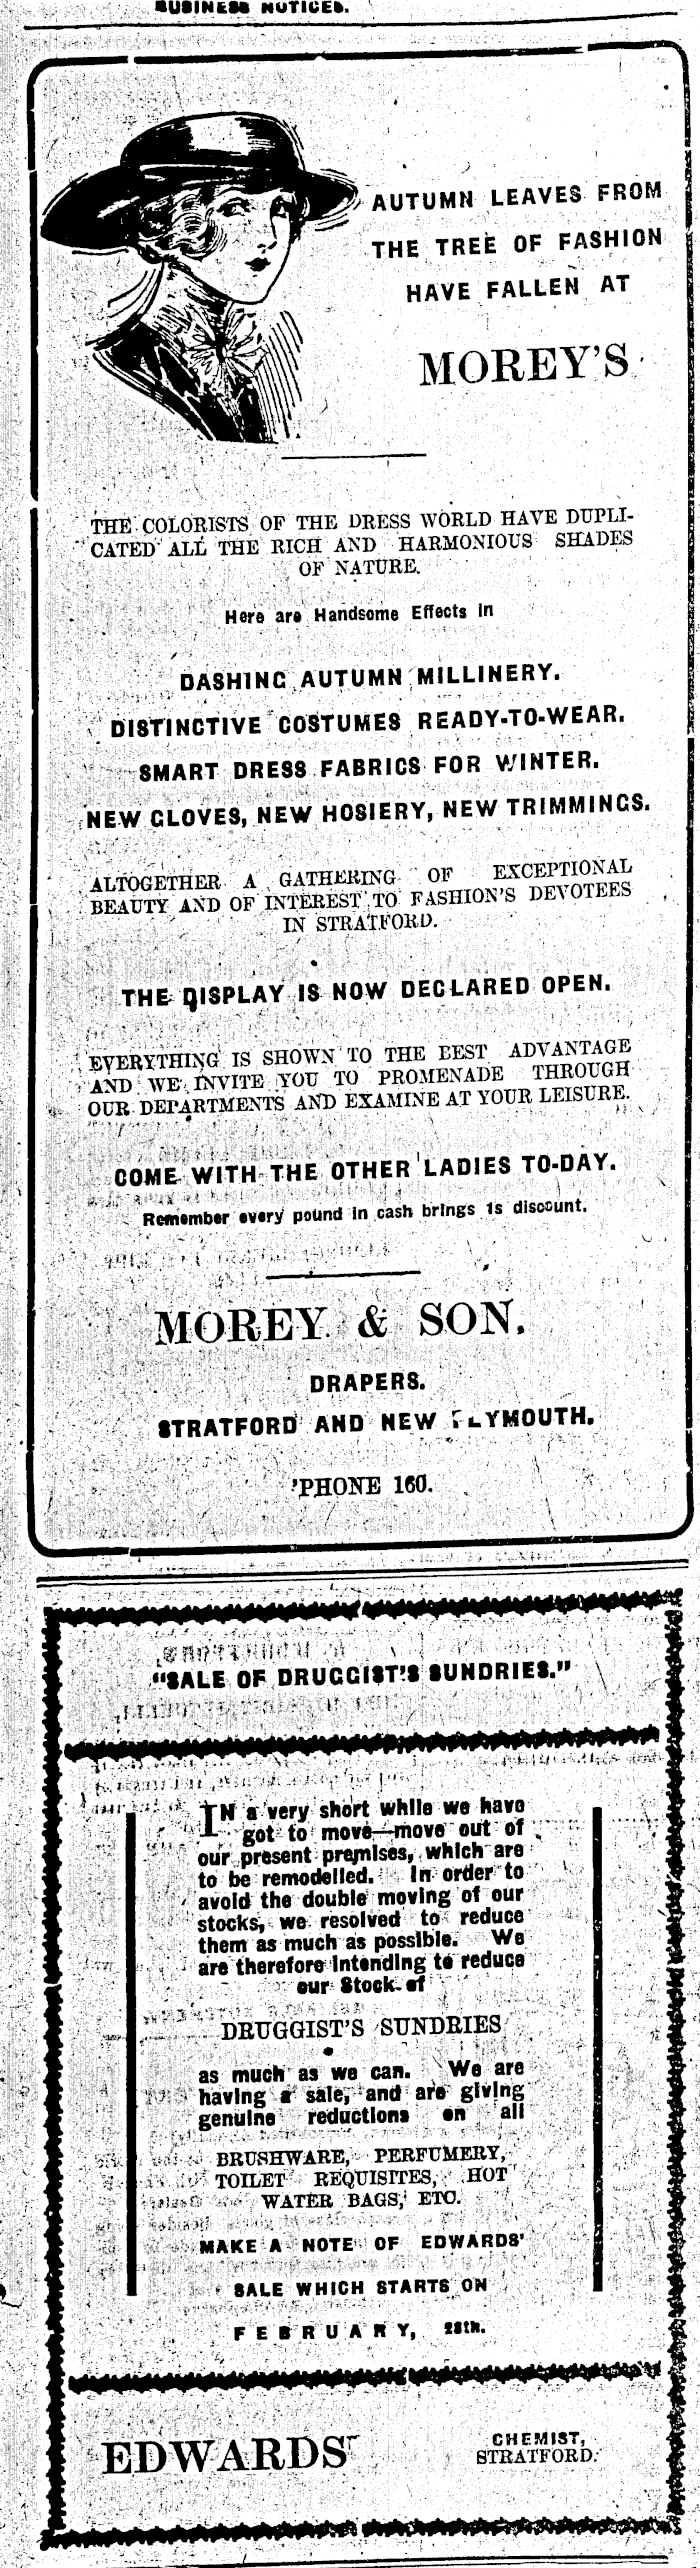 BUSINESS NOTICES.
AUTUMN LEAVES FROM
THE TREE OF FASHION
HAVE FALLEN AT
MOREY'S
THE COLORISTS OF THE DRESS WORLD HAVE DUPLI-
CATED ALL THE RICH AND HARMONIOUS SHADES
OF NATURE.
Here are Handsome Effects in
DASHING AUTUMN MILLINERY.
DISTINCTIVE COSTUMES READY-TO-WEAR.
SMART DRESS FABRICS FOR WINTER.
NEW GLOVES, NEW HOSIERY, NEW TRIMMINGS.
ALTOGETHER A GATHERING OF EXCEPTIONAL
BEAUTY AND OF INTEREST TO FASHION'S DEVOTEES
IN STRATFORD.
THE DISPLAY IS NOW DECLARED OPEN.
EVERYTHING IS SHOWN TO THE BEST ADVANTAGE
AND WE INVITE YOU TO PROMENADE THROUGH
OUR DEPARTMENTS AND EXAMINE AT YOUR LEISURE.
COME WITH THE OTHER LADIES TO-DAY.
Remember every pound in cash brings 1s discount.
MOREY & SON,
DRAPERS.
STRATFORD AND NEW PLYMOUTH.
'PHONE 160.
"SALE OF DRUGGIST'S SUNDRIES."
IN a very short while we have
got to move—move out of
our present premises, which are
to be remodelled. In order to
avoid the double moving of our
stocks, we resolved to reduce
them as much as possible. We
are therefore intending to reduce
our Stock of
DRUGGIST'S SUNDRIES
as much as we can. We are
having a sale, and are giving
genuine reductions on all
BRUSHWARE, PERFUMERY,
TOILET REQUISITES, HOT
WATER BAGS, ETC.
MAKE A NOTE OF EDWARDS'
SALE WHICH STARTS ON
FEBRUARY, 28th.
EDWARDS'
CHEMIST,
STRATFORD.